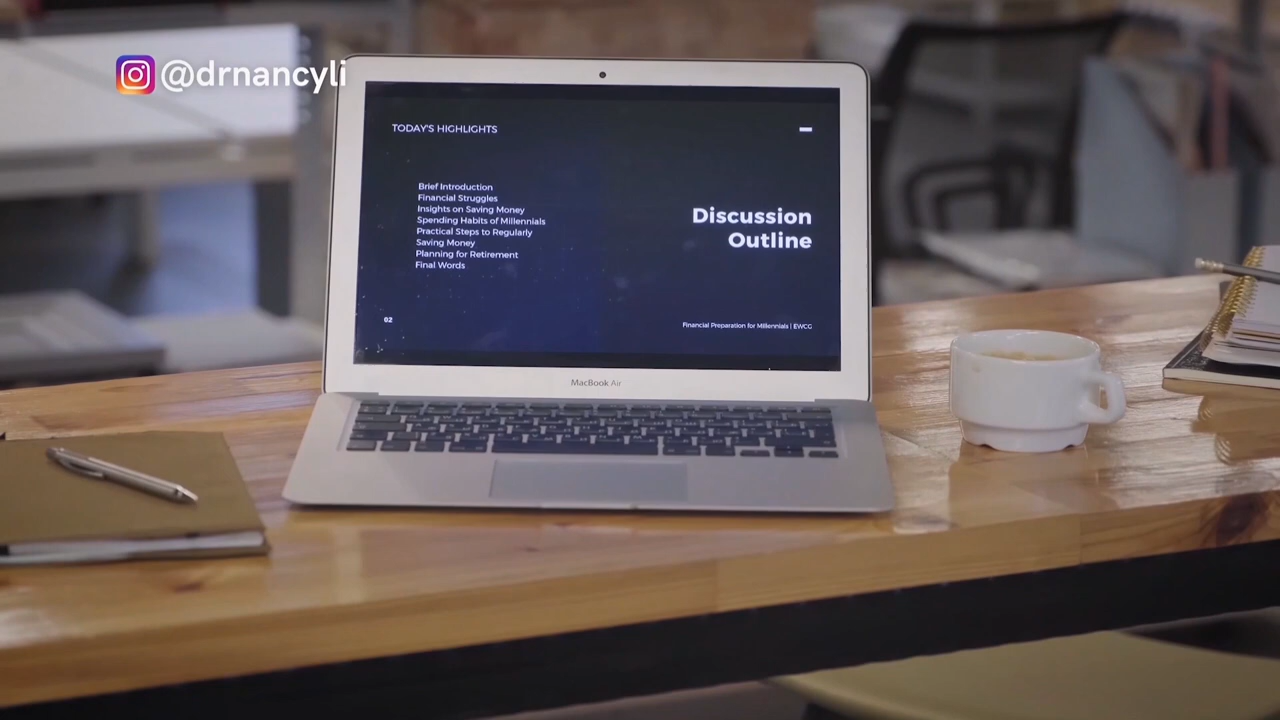 @drnancyli
TODAY'S HIGHLIGHTS
Brief Introduction
Financial Struggles
Insights on Saving Money
Spending Habits of Millennials
Practical Steps to Regularly
Saving Money
Planning for Retirement
Final Words
Discussion
Outline
02
Financial Preparation for Millennials | EWCG
MacBook Air